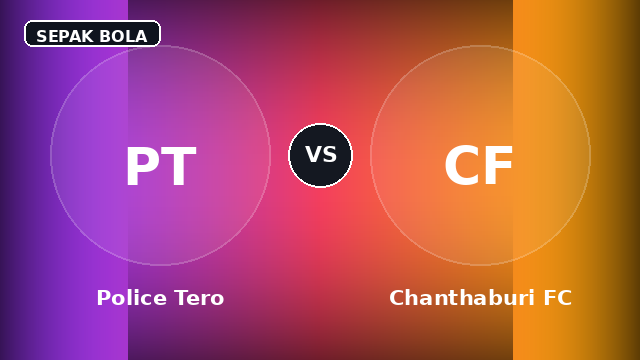 SEPAK BOLA
PT
VS
CF
Police Tero
Chanthaburi FC